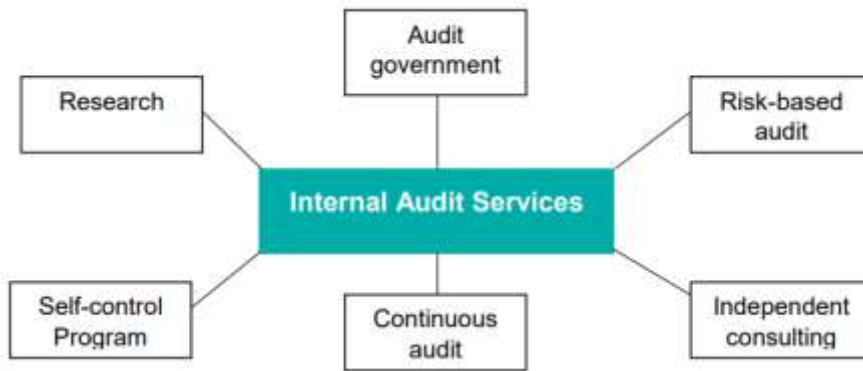 Audit
government
Research
Risk-based
audit
Internal Audit Services
Self-control
Program
Continuous
audit
Independent
consulting